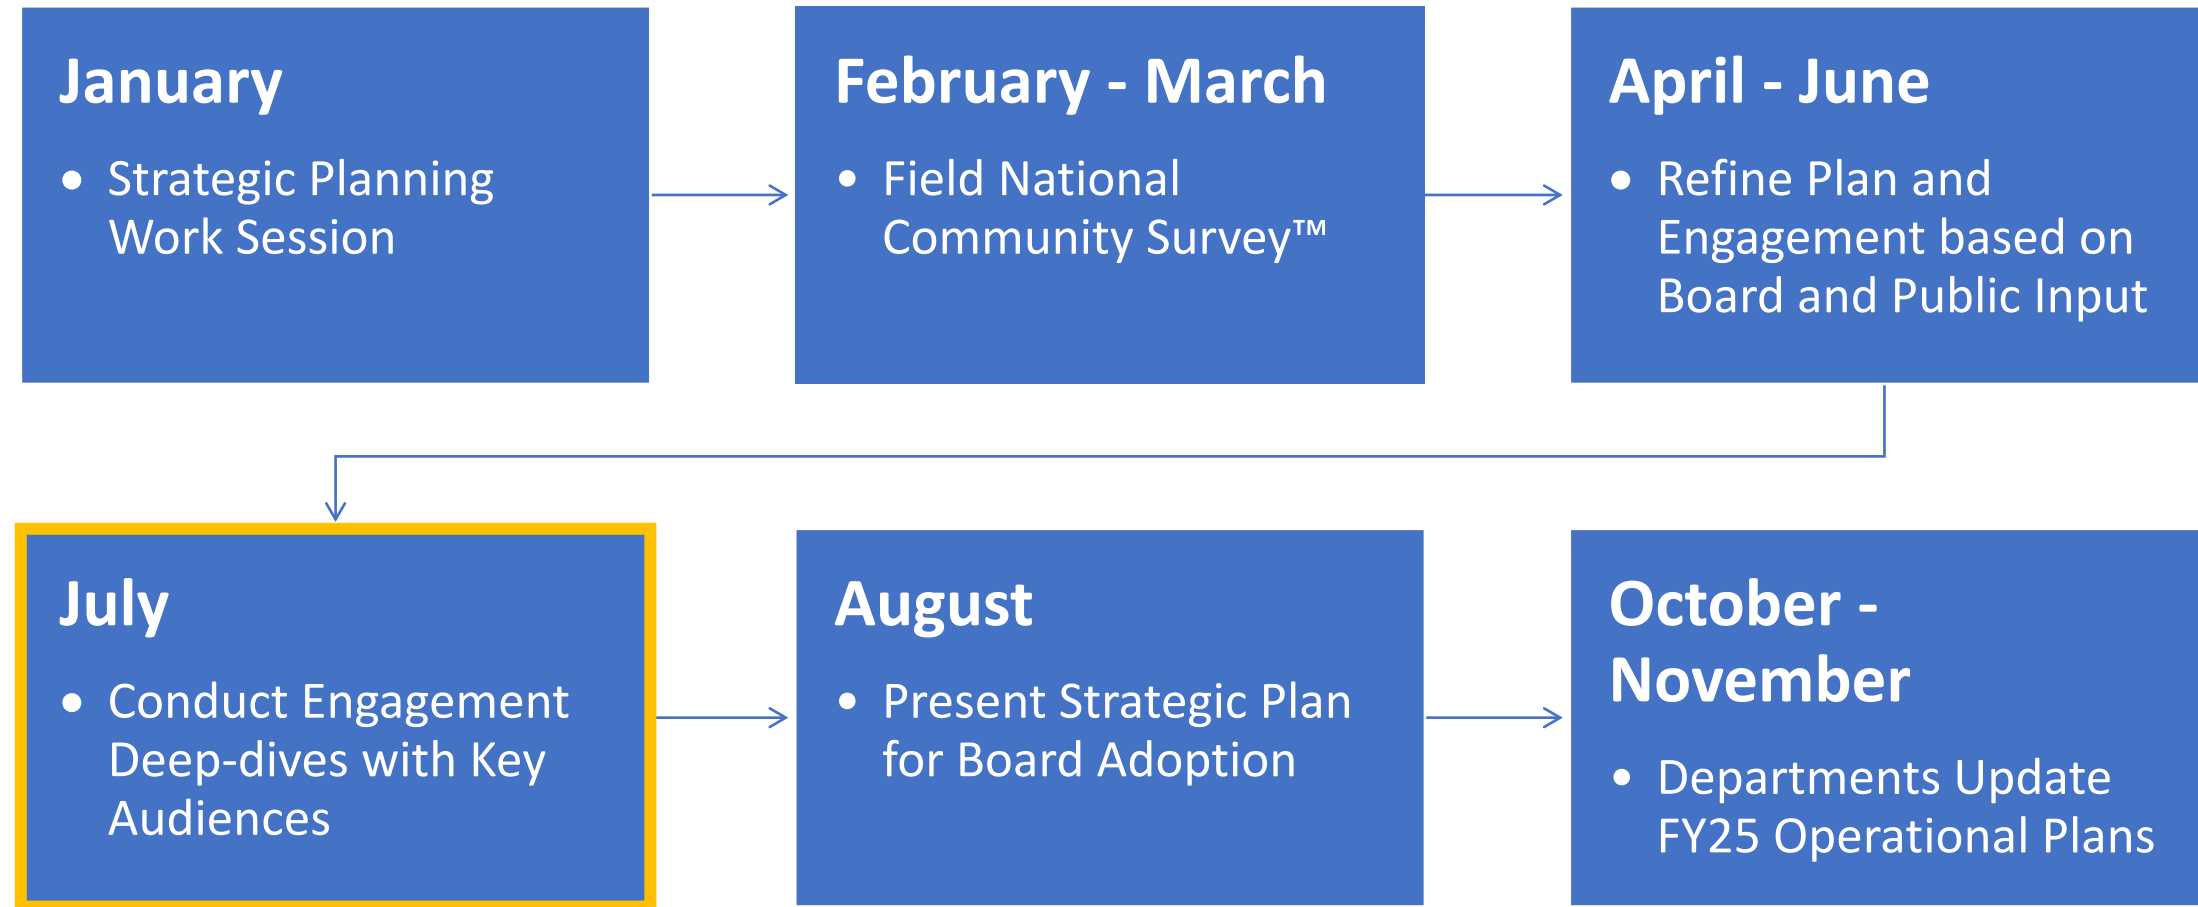 January
• Strategic Planning
Work Session
February - March
• Field National
Community Survey™
April - June
• Refine Plan and
Engagement based on
Board and Public Input
July
• Conduct Engagement
Deep-dives with Key
Audiences
August
• Present Strategic Plan
for Board Adoption
October -
November
• Departments Update
FY25 Operational Plans